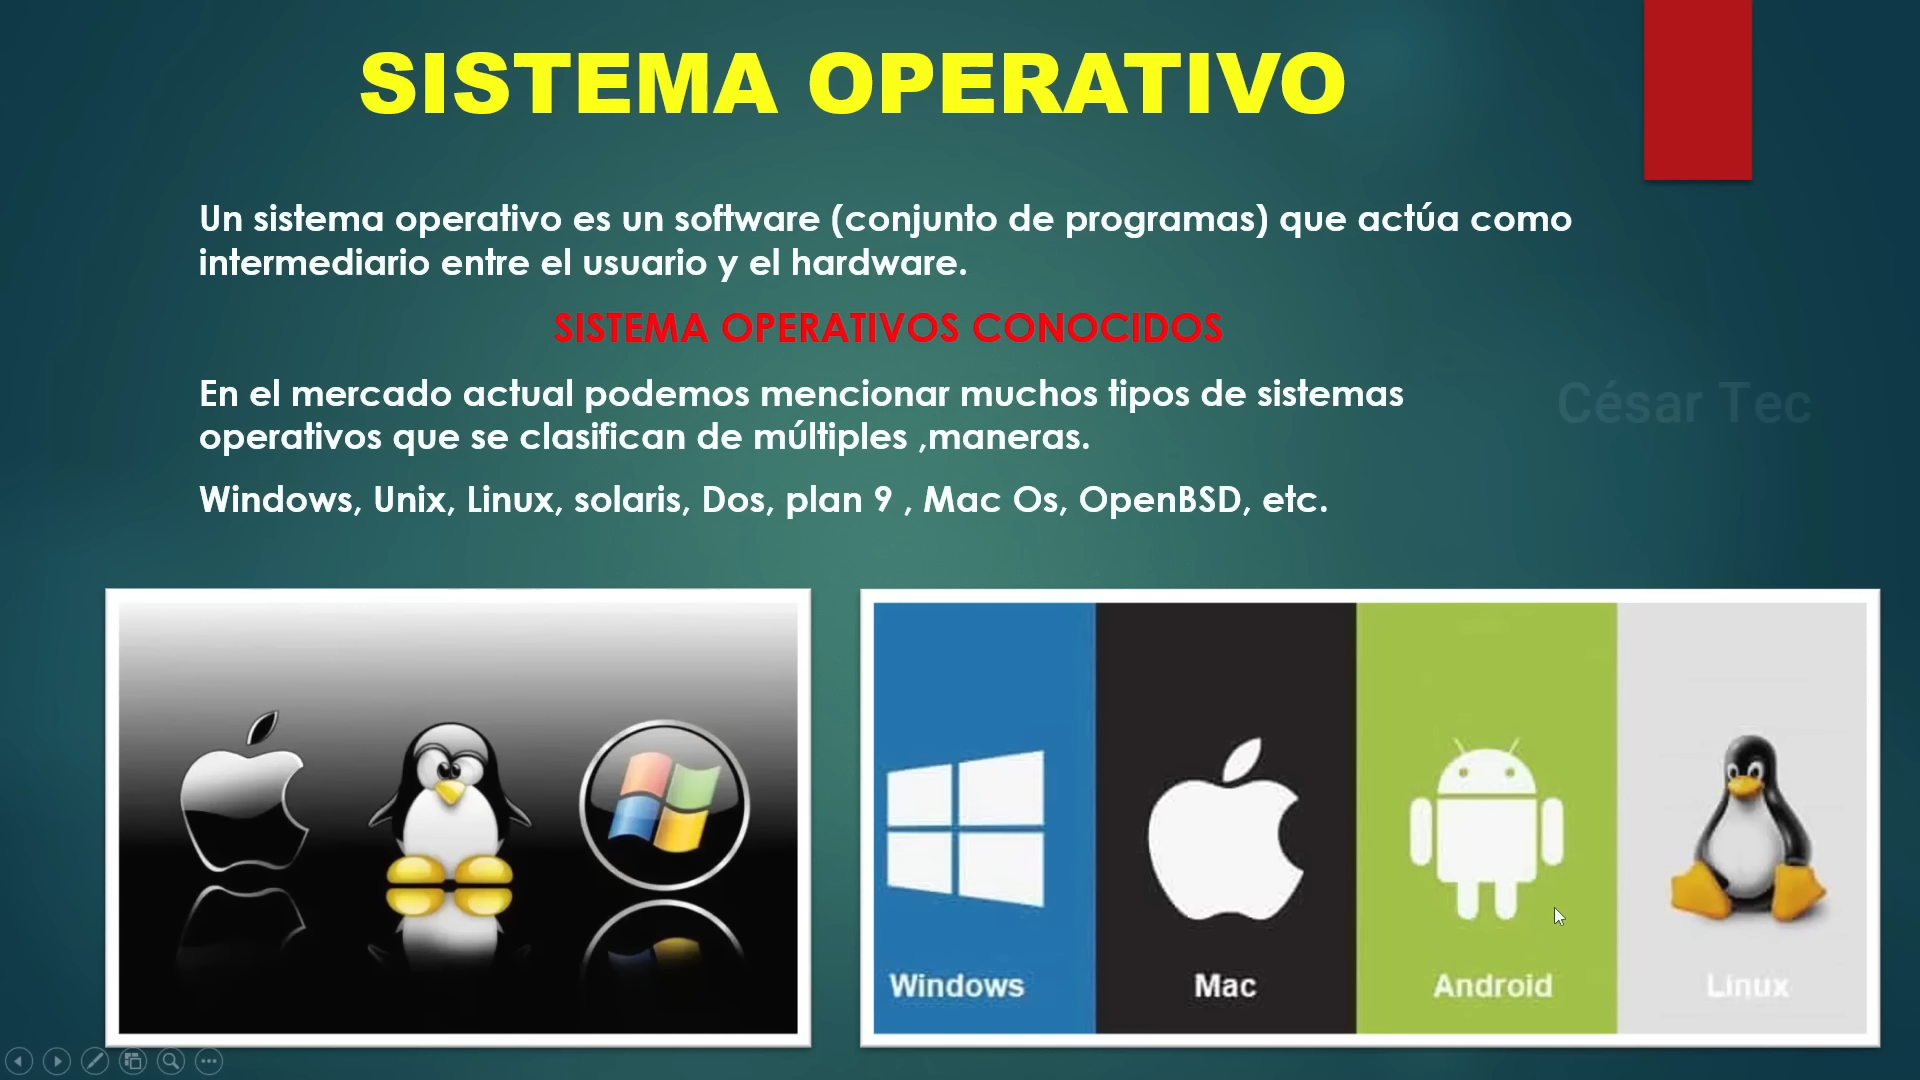 SISTEMA OPERATIVO
Un sistema operativo es un software (conjunto de programas) que actúa como
intermediario entre el usuario y el hardware.
SISTEMA OPERATIVOS CONOCIDOS
En el mercado actual podemos mencionar muchos tipos de sistemas
operativos que se clasifican de múltiples ,maneras.
César Tec
Windows, Unix, Linux, solaris, Dos, plan 9 , Mac Os, OpenBSD, etc.
Windows
Mac
Android
Linux